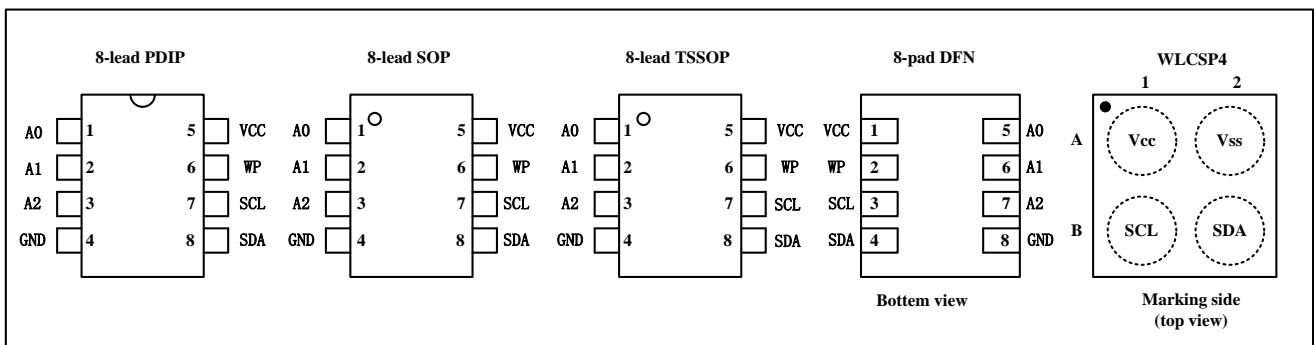 8-lead PDIP 8-lead SOP 8-lead TSSOP 8-pad DFN WLCSP4
1 2
A0 1 5 VCC A0 1 5 VCC A0 1 5 VCC VCC 1 5 A0 A Vcc Vss
A1 2 6 WP A1 2 6 WP A1 2 6 WP WP 2 6 A1
A2 3 7 SCL A2 3 7 SCL A2 3 7 SCL SCL 3 7 A2
GND 4 8 SDA GND 4 8 SDA GND 4 8 SDA SDA 4 8 GND B SCL SDA
Bottem view Marking side
(top view)